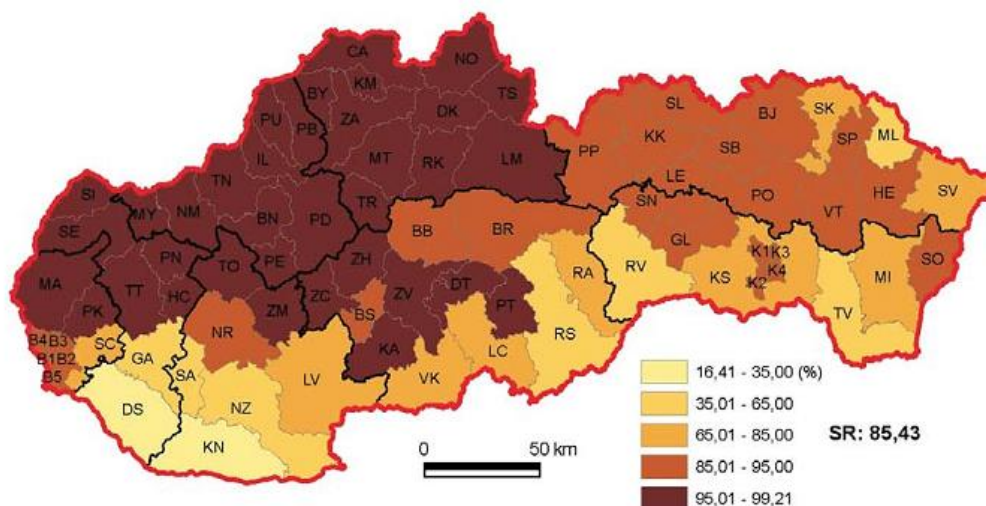 CA
NO
KM
BY
TS
PU
PB
ZA
DK
SL
BJ
SK
ML
IL
MT
RK
LM
PP
KK
SB
SP
TN
LE
HE
SV
SI
MY
NM
BN
PD
TR
PO
VT
SE
BB
BR
SN
GL
K1
K3
K4
K2
SO
MA
PN
TO
PE
ZH
RA
RV
KS
MI
TT
HC
ZM
ZC
ZV
DT
PT
TV
PK
NR
BS
RS
B4
B3
B1
B2
B5
SC
GA
SA
KA
LC
LV
VK
DS
NZ
KN
0
50 km
16,41 - 35,00 (%)
35,01 - 65,00
65,01 - 85,00
85,01 - 95,00
95,01 - 99,21
SR: 85,43